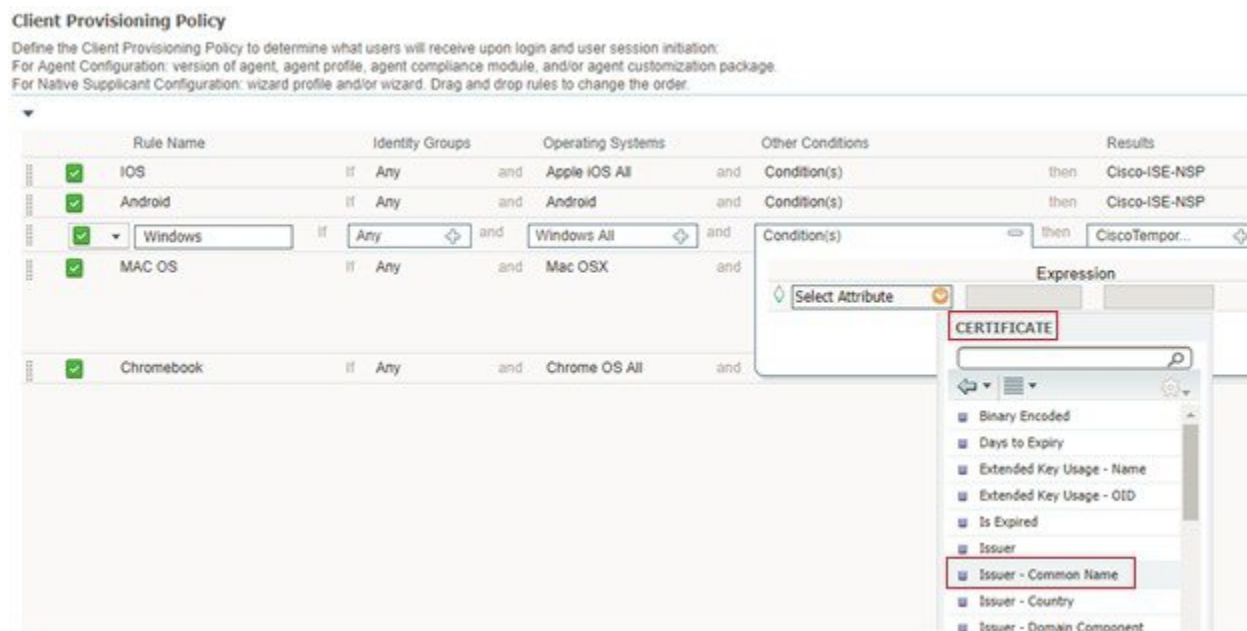 Client Provisioning Policy
Define the Client Provisioning Policy to determine what users will receive upon login and user session initiation:
For Agent Configuration: version of agent, agent profile, agent compliance module, and/or agent customization package.
For Native Supplicant Configuration: wizard profile and/or wizard. Drag and drop rules to change the order.
Rule Name Identity Groups Operating Systems Other Conditions Results
IOS If Any and Apple iOS All and Condition(s) then Cisco-ISE-NSP
Android If Any and Android and Condition(s) then Cisco-ISE-NSP
Windows If Any and Windows All and Condition(s) then CiscoTempor...
MAC OS If Any and Mac OSX and
Expression
Select Attribute
CERTIFICATE
Chromebook If Any and Chrome OS All and
Binary Encoded
Days to Expiry
Extended Key Usage - Name
Extended Key Usage - OID
Is Expired
Issuer
Issuer - Common Name
Issuer - Country
Issuer - Domain Component